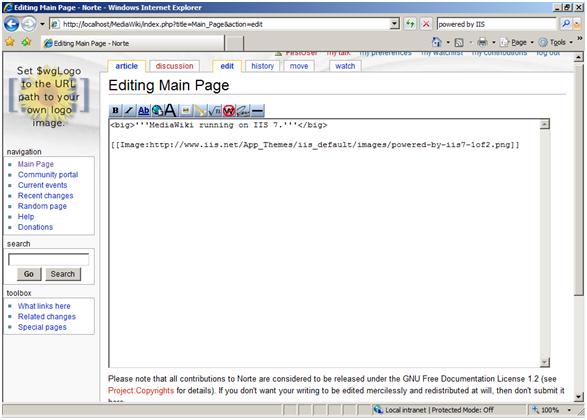 Editing Main Page - Norte - Windows Internet Explorer
http://localhost/MediaWiki/index.php?title=Main_Page&action=edit
powered by IIS
Editing Main Page - Norte
Page
Tools
my talk my preferences my watchlist my contributions log out
Set $wgLogo
to the URL
path to your
own logo
image.
article discussion edit history move watch
Editing Main Page
B
Ab
A
<big>'''MediaWiki running on IIS 7.'''</big>
[[Image:http://www.iis.net/App_Themes/iis_default/images/powered-by-iis7-1of2.png]]
navigation
Main Page
Community portal
Current events
Recent changes
Random page
Help
Donations
search
Go Search
toolbox
What links here
Related changes
Special pages
Please note that all contributions to Norte are considered to be released under the GNU Free Documentation License 1.2 (see
Project:Copyrights for details). If you don't want your writing to be edited mercilessly and redistributed at will, then don't submit it
Local intranet | Protected Mode: Off
100%